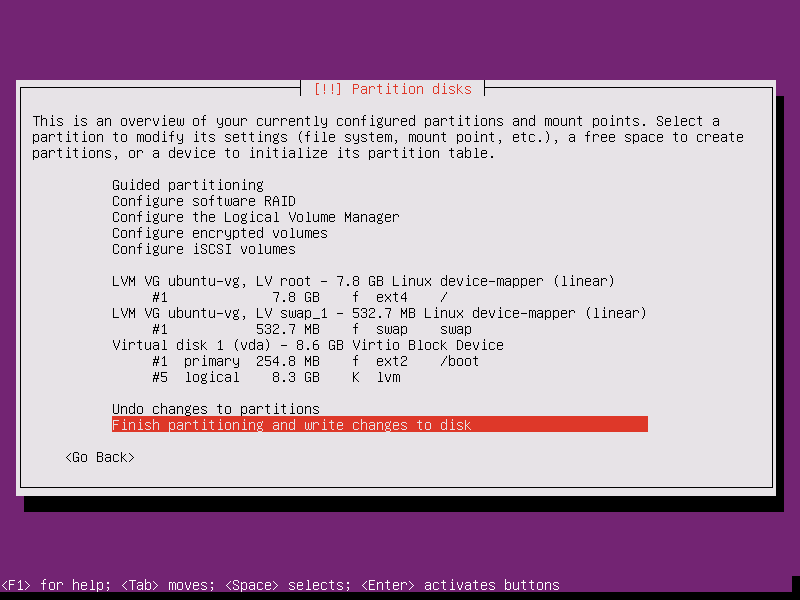 [!!] Partition disks
This is an overview of your currently configured partitions and mount points. Select a
partition to modify its settings (file system, mount point, etc.), a free space to create
partitions, or a device to initialize its partition table.
Guided partitioning
Configure software RAID
Configure the Logical Volume Manager
Configure encrypted volumes
Configure iSCSI volumes
LVM VG ubuntu-vg, LV root - 7.8 GB Linux device-mapper (linear)
#1 7.8 GB f ext4 /
LVM VG ubuntu-vg, LV swap_1 - 532.7 MB Linux device-mapper (linear)
#1 532.7 MB f swap swap
Virtual disk 1 (vda) - 8.6 GB Virtio Block Device
#1 primary 254.8 MB f ext2 /boot
#5 logical 8.3 GB K lvm
Undo changes to partitions
Finish partitioning and write changes to disk
<Go Back>
<F1> for help; <Tab> moves; <Space> selects; <Enter> activates buttons